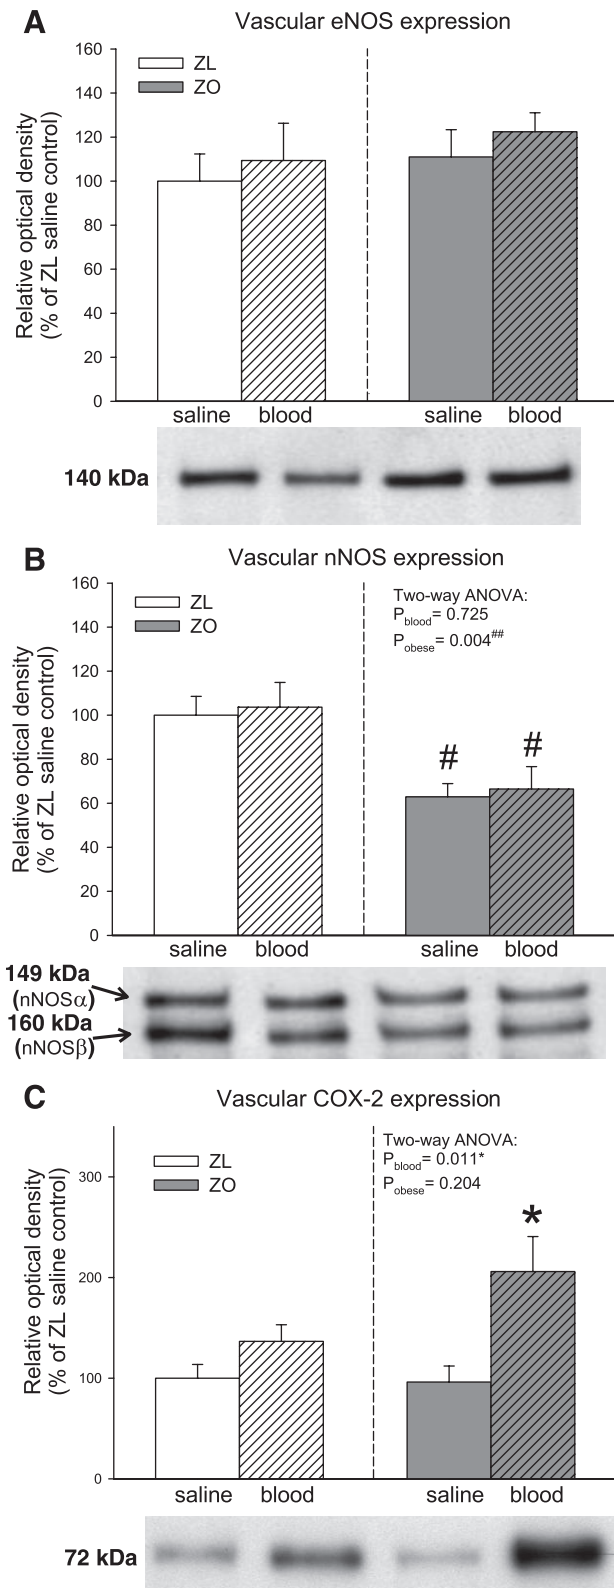 A
Vascular eNOS expression
Relative optical density
(% of ZL saline control)
160
140
120
100
80
60
40
20
0
ZL
ZO
saline blood saline blood
140 kDa
B
Vascular nNOS expression
Relative optical density
(% of ZL saline control)
160
140
120
100
80
60
40
20
0
ZL
ZO
Two-way ANOVA:
Pblood= 0.725
Pobese= 0.004##
# #
saline blood saline blood
149 kDa
(nNOSα)
160 kDa
(nNOSβ)
C
Vascular COX-2 expression
Relative optical density
(% of ZL saline control)
300
200
100
0
ZL
ZO
Two-way ANOVA:
Pblood= 0.011*
Pobese= 0.204
*
saline blood saline blood
72 kDa